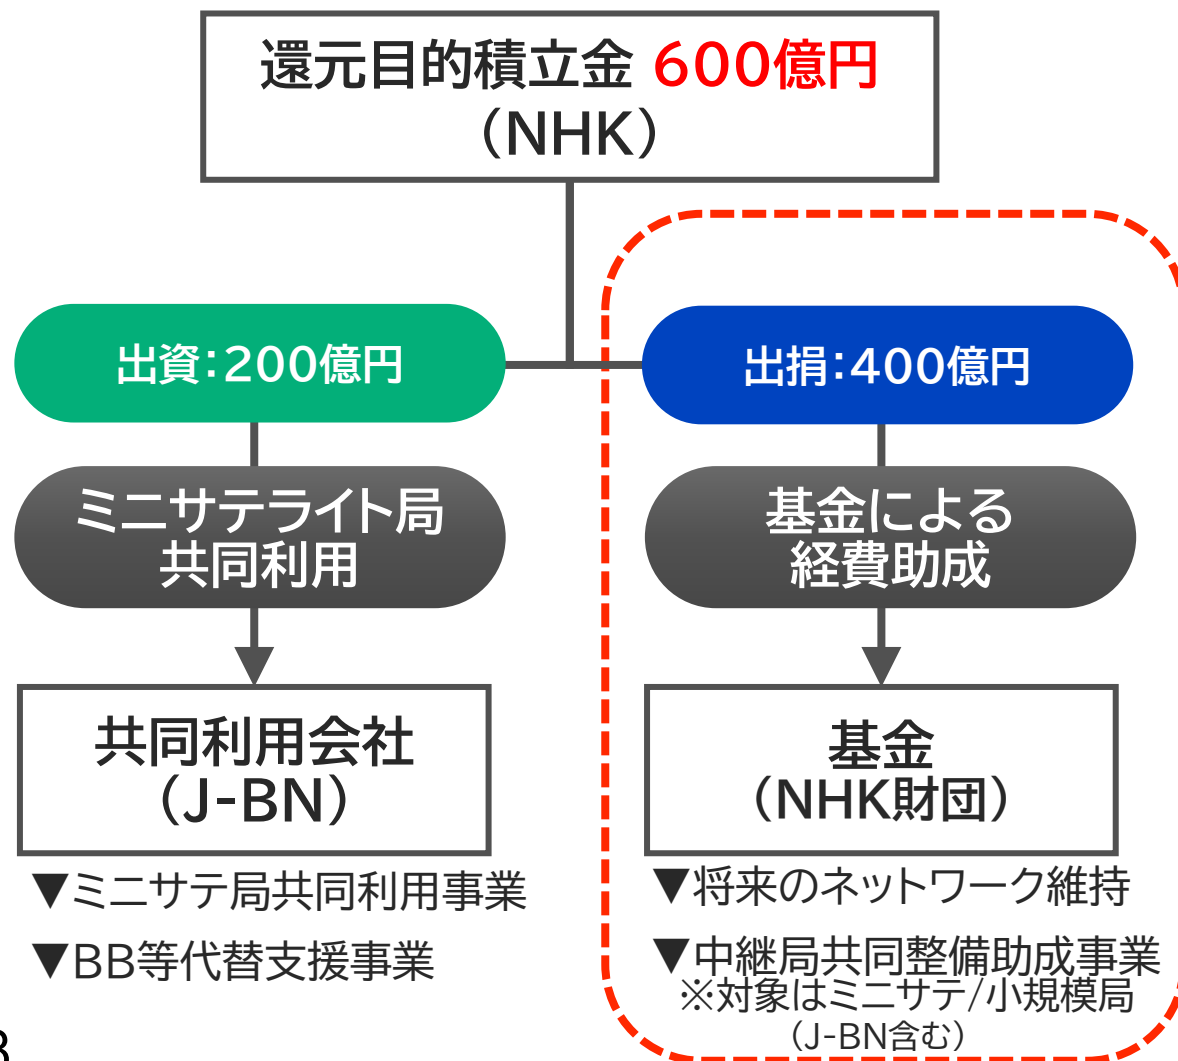 還元目的積立金 600億円
（NHK）
出資：200億円
出捐：400億円
ミニサテライト局
共同利用
基金による
経費助成
共同利用会社
（J-BN）
基金
（NHK財団）
▼ミニサテ局共同利用事業
▼BB等代替支援事業
▼将来のネットワーク維持
▼中継局共同整備助成事業
※対象はミニサテ/小規模局
（J-BN含む）